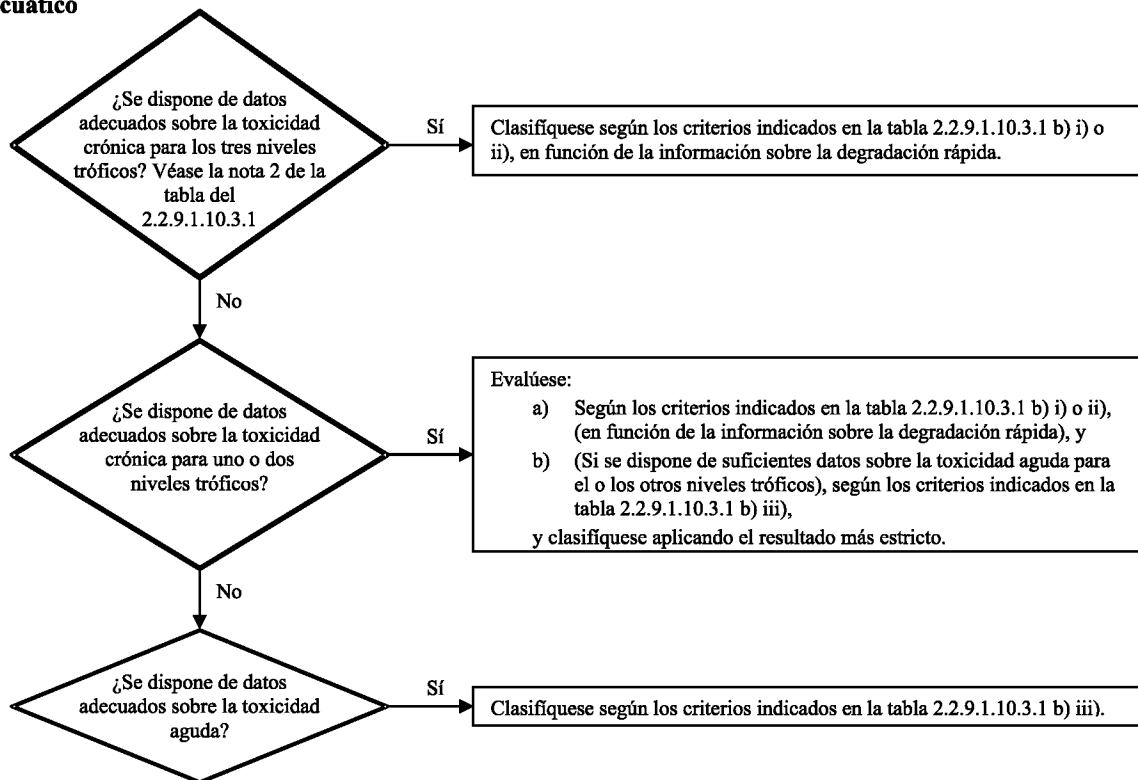 cuático
¿Se dispone de datos
adecuados sobre la toxicidad
crónica para los tres niveles
tróficos? Véase la nota 2 de la
tabla del
2.2.9.1.10.3.1
Sí
Clasifíquese según los criterios indicados en la tabla 2.2.9.1.10.3.1 b) i) o
ii), en función de la información sobre la degradación rápida.
No
¿Se dispone de datos
adecuados sobre la toxicidad
crónica para uno o dos
niveles tróficos?
Sí
Evalúese:
a) Según los criterios indicados en la tabla 2.2.9.1.10.3.1 b) i) o ii),
(en función de la información sobre la degradación rápida), y
b) (Si se dispone de suficientes datos sobre la toxicidad aguda para
el o los otros niveles tróficos), según los criterios indicados en la
tabla 2.2.9.1.10.3.1 b) iii),
y clasifíquese aplicando el resultado más estricto.
No
¿Se dispone de datos
adecuados sobre la toxicidad
aguda?
Sí
Clasifíquese según los criterios indicados en la tabla 2.2.9.1.10.3.1 b) iii).